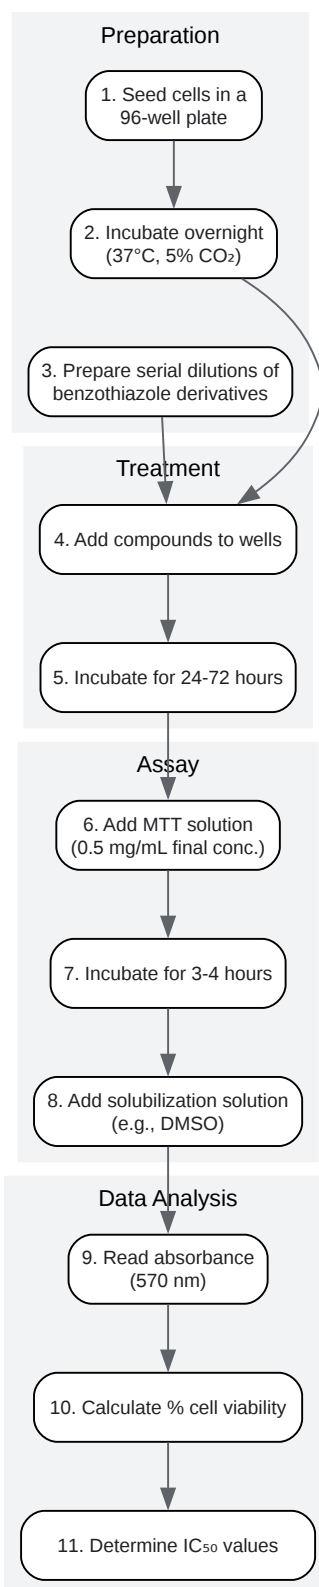 Preparation
1. Seed cells in a
96-well plate
2. Incubate overnight
(37°C, 5% CO₂)
3. Prepare serial dilutions of
benzothiazole derivatives
Treatment
4. Add compounds to wells
5. Incubate for 24-72 hours
Assay
6. Add MTT solution
(0.5 mg/mL final conc.)
7. Incubate for 3-4 hours
8. Add solubilization solution
(e.g., DMSO)
Data Analysis
9. Read absorbance
(570 nm)
10. Calculate % cell viability
11. Determine IC₅₀ values